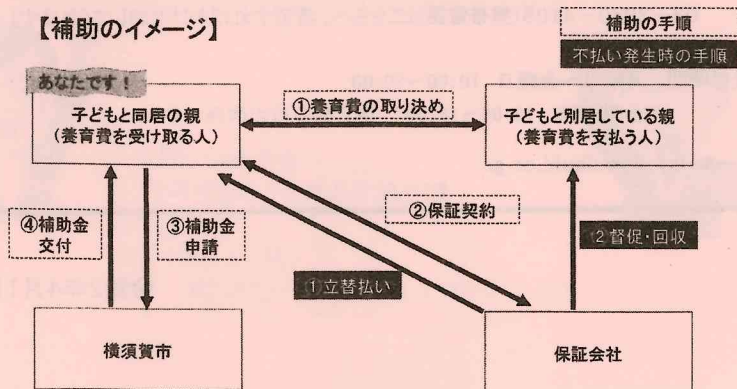 【補助のイメージ】
補助の手順
不払い発生時の手順
あなたです！
子どもと同居の親
（養育費を受け取る人）
①養育費の取り決め
子どもと別居している親
（養育費を支払う人）
④補助金
交付
③補助金
申請
②保証契約
②督促・回収
①立替払い
横須賀市
保証会社